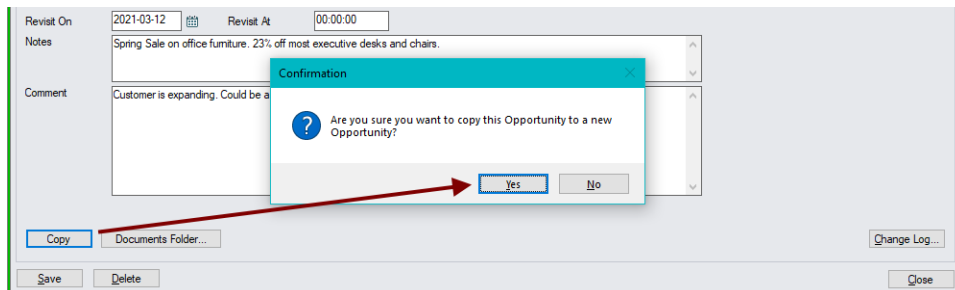 Revisit On 2021-03-12 Revisit At 00:00:00
Notes Spring Sale on office furniture. 23% off most executive desks and chairs.
Confirmation
Comment Customer is expanding. Could be a
Are you sure you want to copy this Opportunity to a new
Opportunity?
Yes No
Copy Documents Folder... Change Log...
Save Delete Close